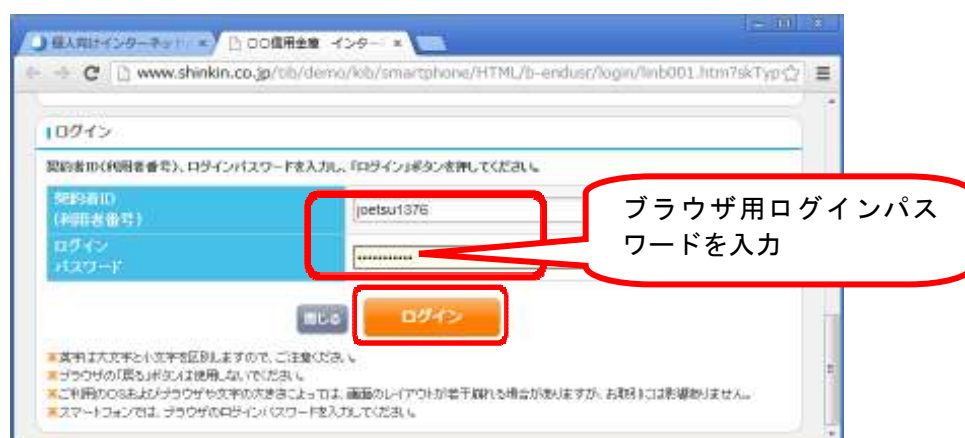 個人向けインターネット
○○信用金庫 インター
www.shinkin.co.jp/tib/demo/kib/smartphone/HTML/b-endusr/login/linb001.htm?skTyp
ログイン
契約者ID(利用者番号)、ログインパスワードを入力し、「ログイン」ボタンを押してください。
契約者ID
(利用者番号)
joetsu1376
ログイン
パスワード
ブラウザ用ログインパス
ワードを入力
閉じる
ログイン
※英字は大文字と小文字を区別しますので、ご注意ください。
※ブラウザの「戻る」ボタンは使用しないでください。
※ご利用のOSおよびブラウザや文字の大きさによっては、画面のレイアウトが若干崩れる場合がありますが、お取引には影響ありません。
※スマートフォンでは、ブラウザのログインパスワードを入力してください。